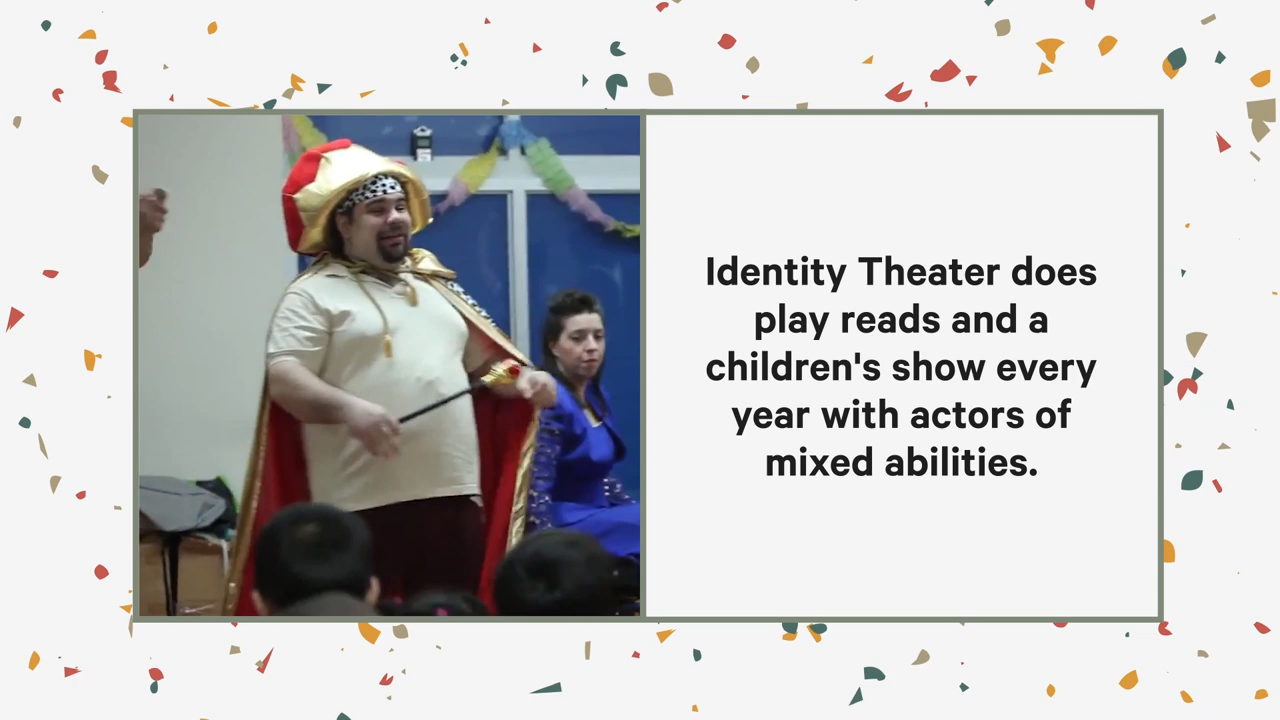 Identity Theater does
play reads and a
children's show every
year with actors of
mixed abilities.